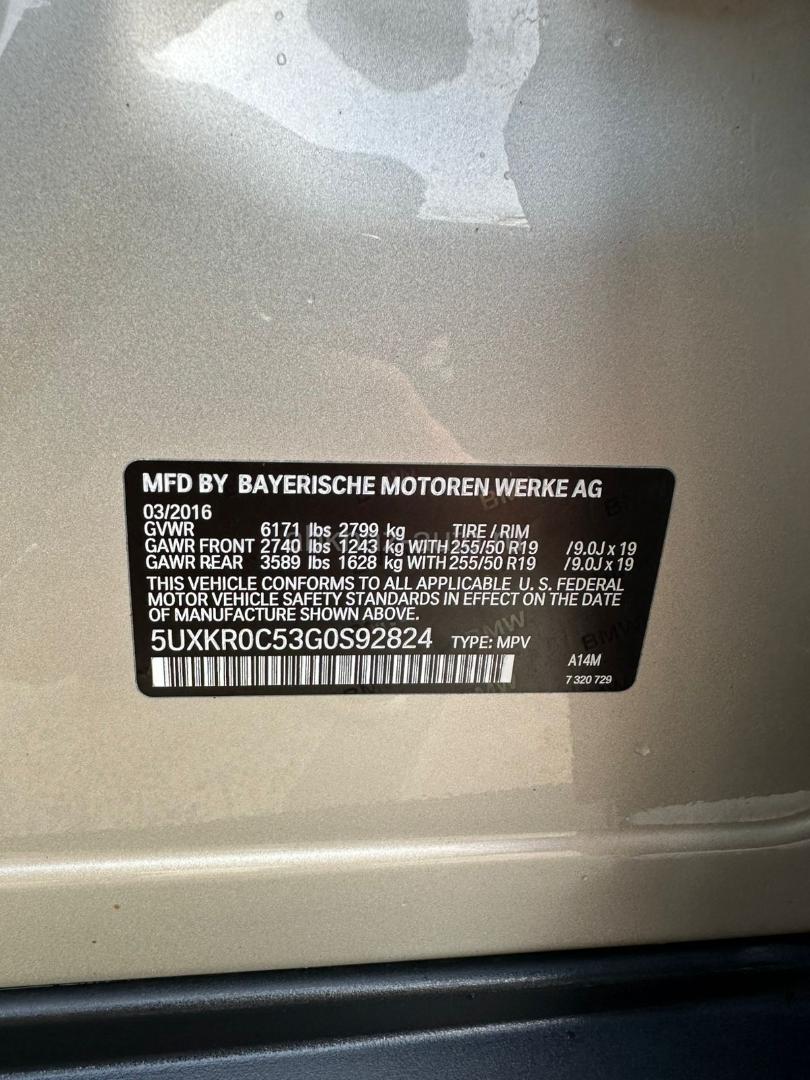 MFD BY BAYERISCHE MOTOREN WERKE AG
03/2016
GVWR 6171 lbs 2799 kg TIRE / RIM
GAWR FRONT 2740 lbs 1243 kg WITH 255/50 R19 /9.0J x 19
GAWR REAR 3589 lbs 1628 kg WITH 255/50 R19 /9.0J x 19
THIS VEHICLE CONFORMS TO ALL APPLICABLE U. S. FEDERAL
MOTOR VEHICLE SAFETY STANDARDS IN EFFECT ON THE DATE
OF MANUFACTURE SHOWN ABOVE.
5UXKR0C53G0S92824 TYPE: MPV
A14M
7 320 729
BMW